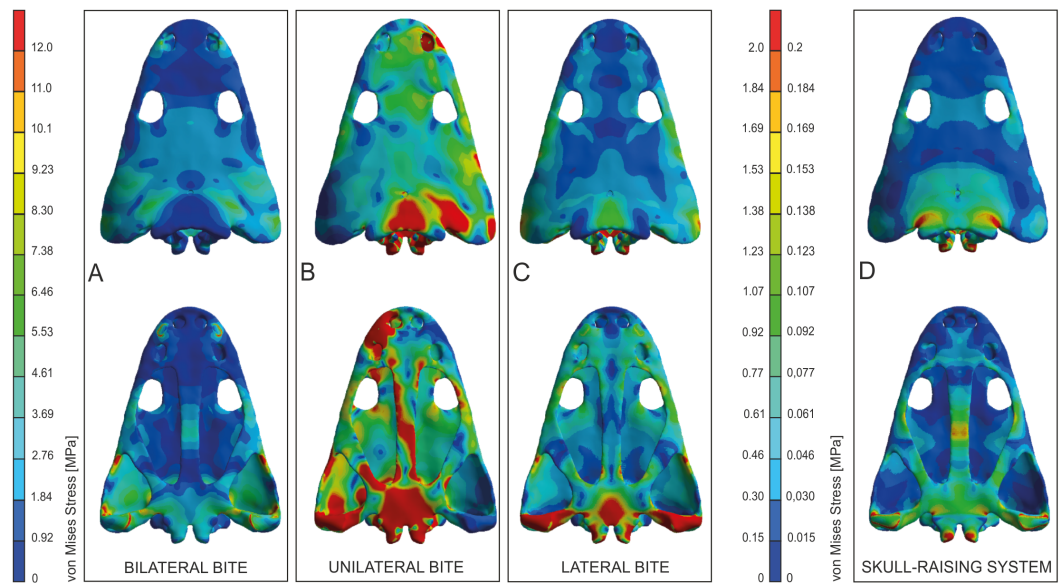 12.0
11.0
10.1
9.23
8.30
7.38
6.46
5.53
4.61
3.69
2.76
1.84
0.92
0
von Mises Stress [MPa]
A
BILATERAL BITE
B
UNILATERAL BITE
C
LATERAL BITE
2.0 0.2
1.84 0.184
1.69 0.169
1.53 0.153
1.38 0.138
1.23 0.123
1.07 0.107
0.92 0.092
0.77 0.077
0.61 0.061
0.46 0.046
0.30 0.030
0.15 0.015
0 0
von Mises Stress [MPa]
D
SKULL-RAISING SYSTEM